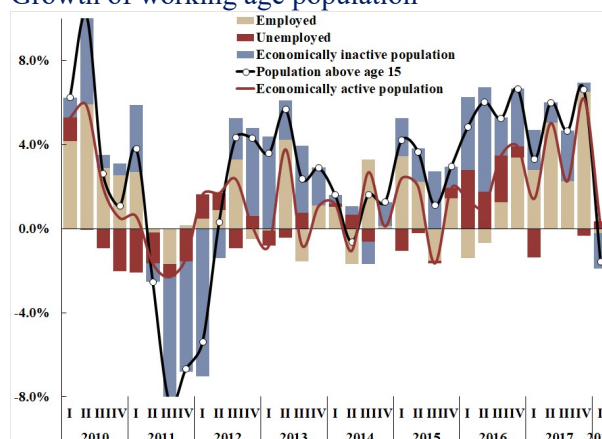 Growth of working age population
Employed
Unemployed
Economically inactive population
Population above age 15
Economically active population
8.0%
4.0%
0.0%
-4.0%
-8.0%
I II III IV I II III IV I II III IV I II III IV I II III IV I II III IV I II III IV I II III IV I
2010 2011 2012 2013 2014 2015 2016 2017 20